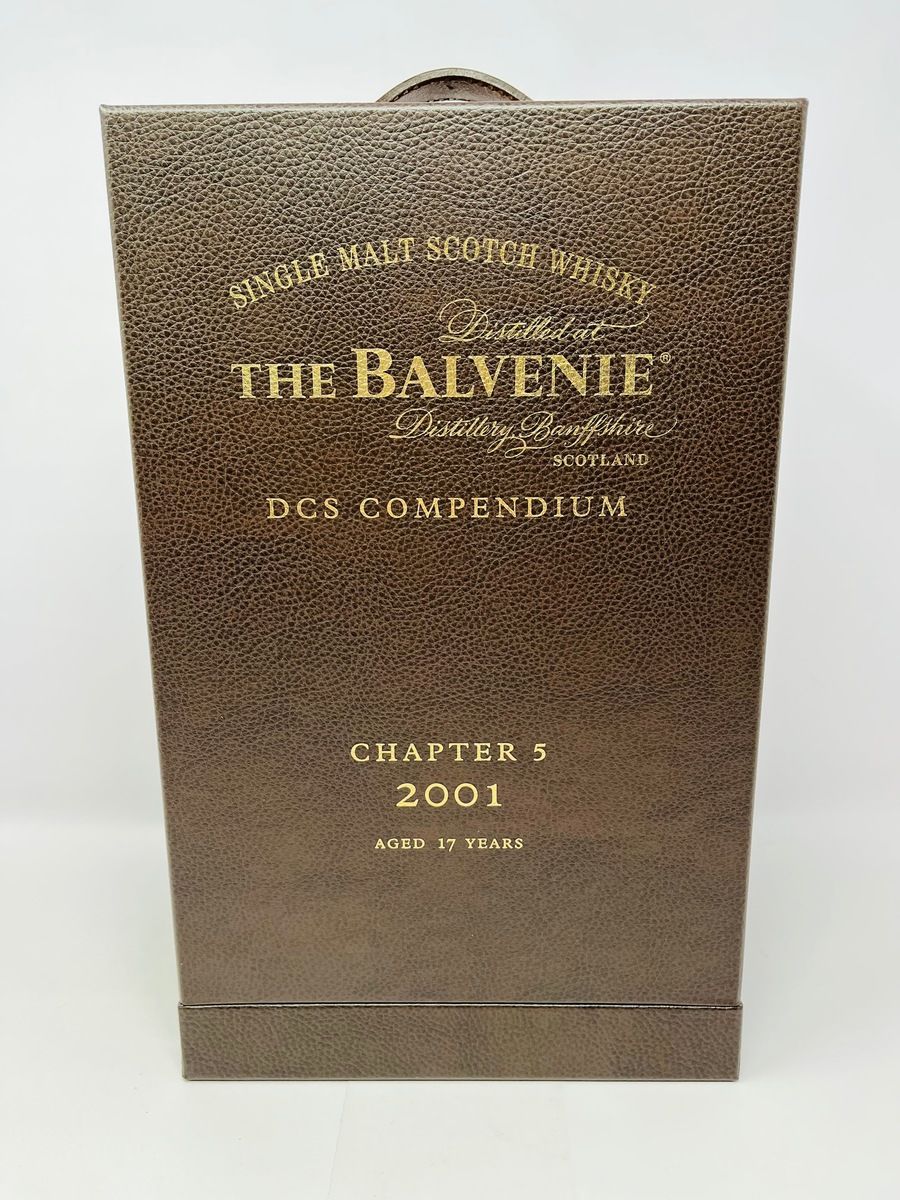 SINGLE MALT SCOTCH WHISKY
Distilled at
THE BALVENIE®
Distillery, Banffshire
SCOTLAND
DCS COMPENDIUM
CHAPTER 5
2001
AGED 17 YEARS